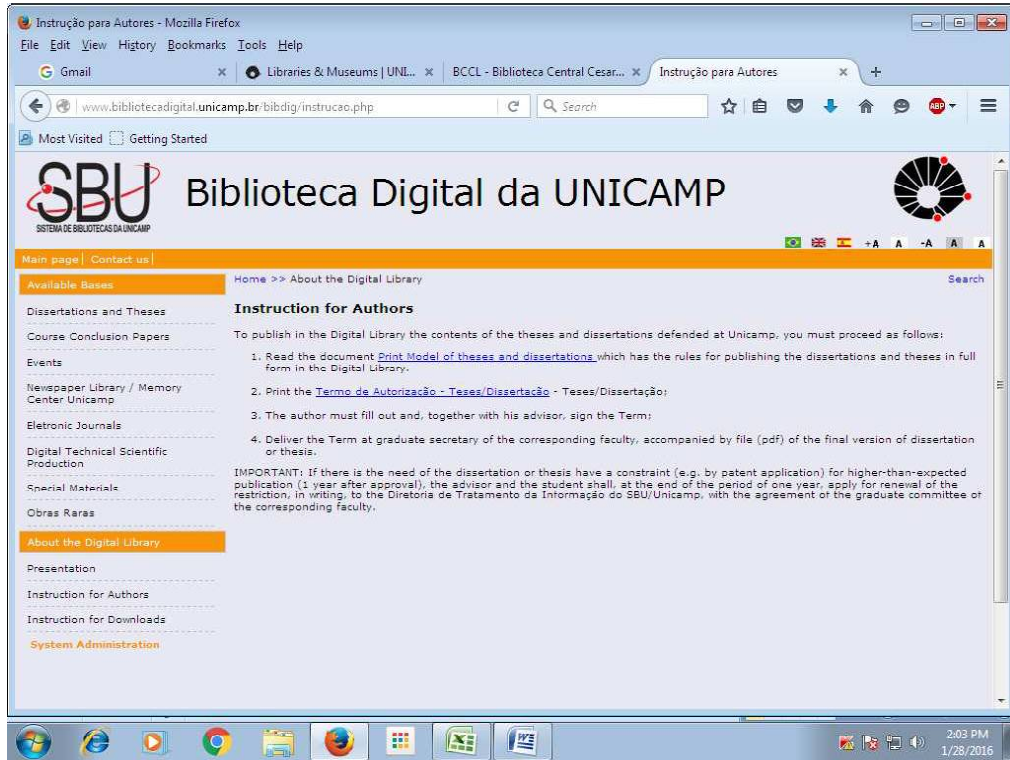 Instrução para Autores - Mozilla Firefox
File Edit View History Bookmarks Tools Help
Gmail
Libraries & Museums | UNI...
BCCL - Biblioteca Central Cesar...
Instrução para Autores
www.bibliotecadigital.unicamp.br/bibdig/instrucao.php
Search
ABP
Most Visited Getting Started
SBU
SISTEMA DE BIBLIOTECAS DA UNICAMP
Biblioteca Digital da UNICAMP
+A A -A A A
Main page| Contact us|
Available Bases
Dissertations and Theses
Course Conclusion Papers
Events
Newspaper Library / Memory
Center Unicamp
Eletronic Journals
Digital Technical Scientific
Production
Special Materials
Obras Raras
About the Digital Library
Presentation
Instruction for Authors
Instruction for Downloads
System Administration
Home >> About the Digital Library
Search
Instruction for Authors
To publish in the Digital Library the contents of the theses and dissertations defended at Unicamp, you must proceed as follows:
1. Read the document Print Model of theses and dissertations which has the rules for publishing the dissertations and theses in full
form in the Digital Library.
2. Print the Termo de Autorização - Teses/Dissertação - Teses/Dissertação;
3. The author must fill out and, together with his advisor, sign the Term;
4. Deliver the Term at graduate secretary of the corresponding faculty, accompanied by file (pdf) of the final version of dissertation
or thesis.
IMPORTANT: If there is the need of the dissertation or thesis have a constraint (e.g. by patent application) for higher-than-expected
publication (1 year after approval), the advisor and the student shall, at the end of the period of one year, apply for renewal of the
restriction, in writing, to the Diretoria de Tratamento da Informação do SBU/Unicamp, with the agreement of the graduate committee of
the corresponding faculty.
2:03 PM
1/28/2016